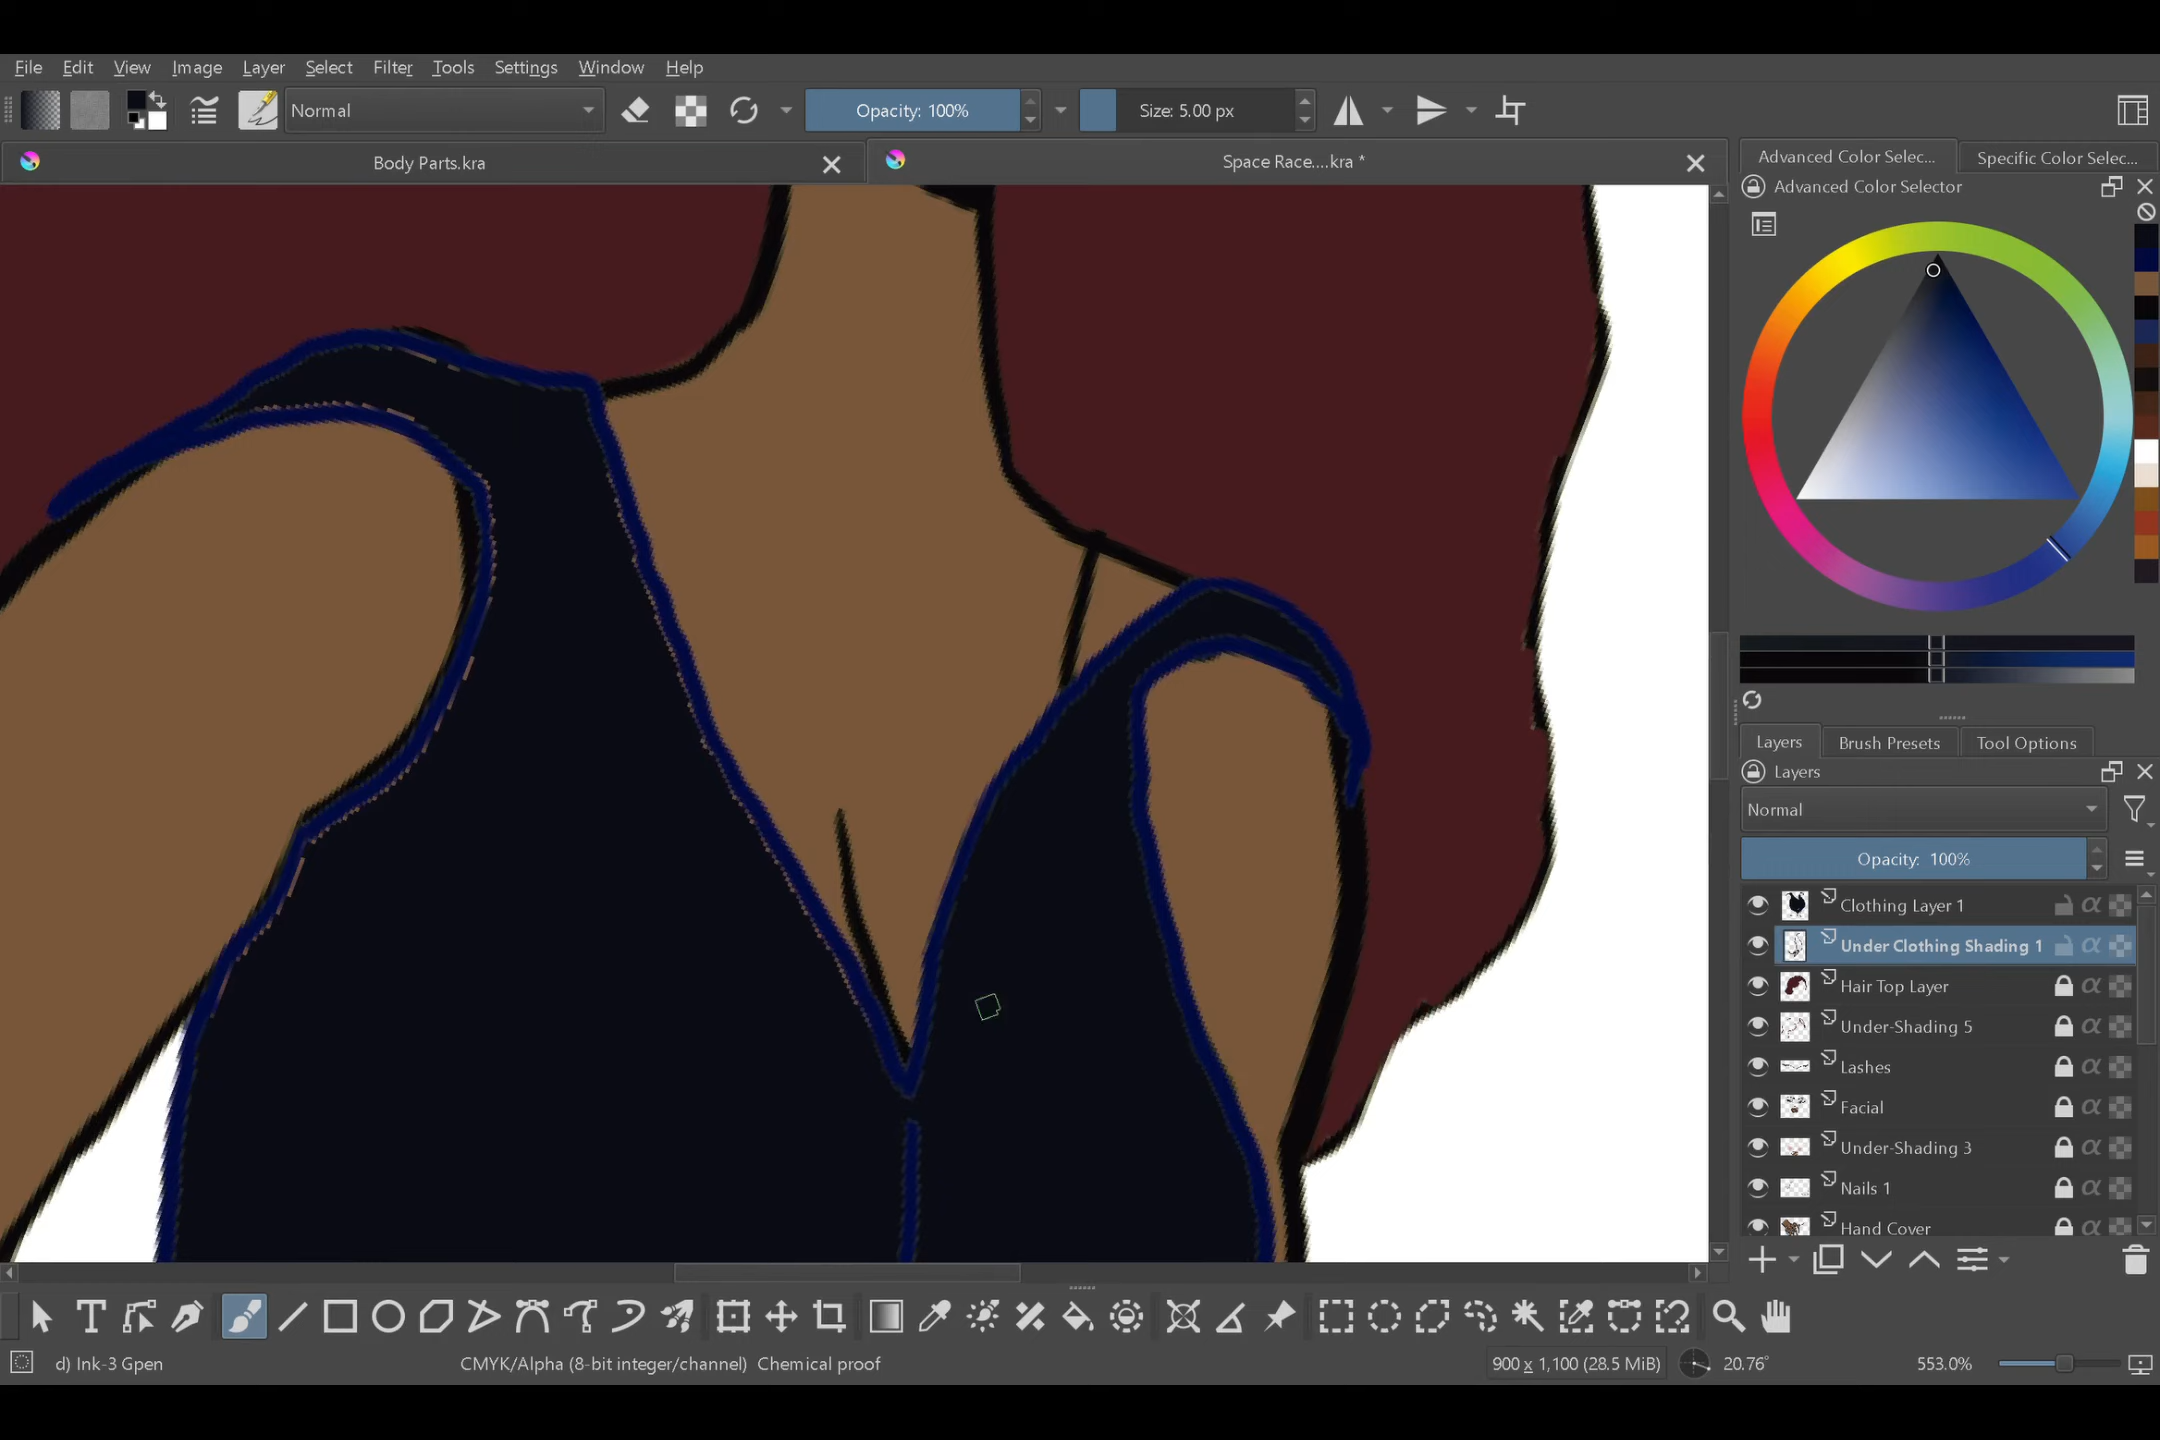 File Edit View Image Layer Select Filter Tools Settings Window Help
Normal Opacity: 100% Size: 5.00 px
Body Parts.kra Space Race....kra *
Advanced Color Selec... Specific Color Selec...
Advanced Color Selector
Layers Brush Presets Tool Options
Layers
Normal
Opacity: 100%
Clothing Layer 1
Under Clothing Shading 1
Hair Top Layer
Under-Shading 5
Lashes
Facial
Under-Shading 3
Nails 1
Hand Cover
d) Ink-3 Gpen CMYK/Alpha (8-bit integer/channel) Chemical proof 900 x 1,100 (28.5 MiB) 20.76° 553.0%